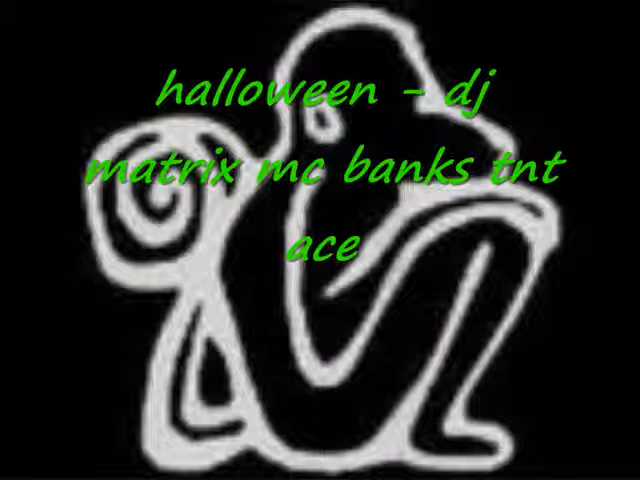 halloween - dj
matrix mc banks tnt
ace